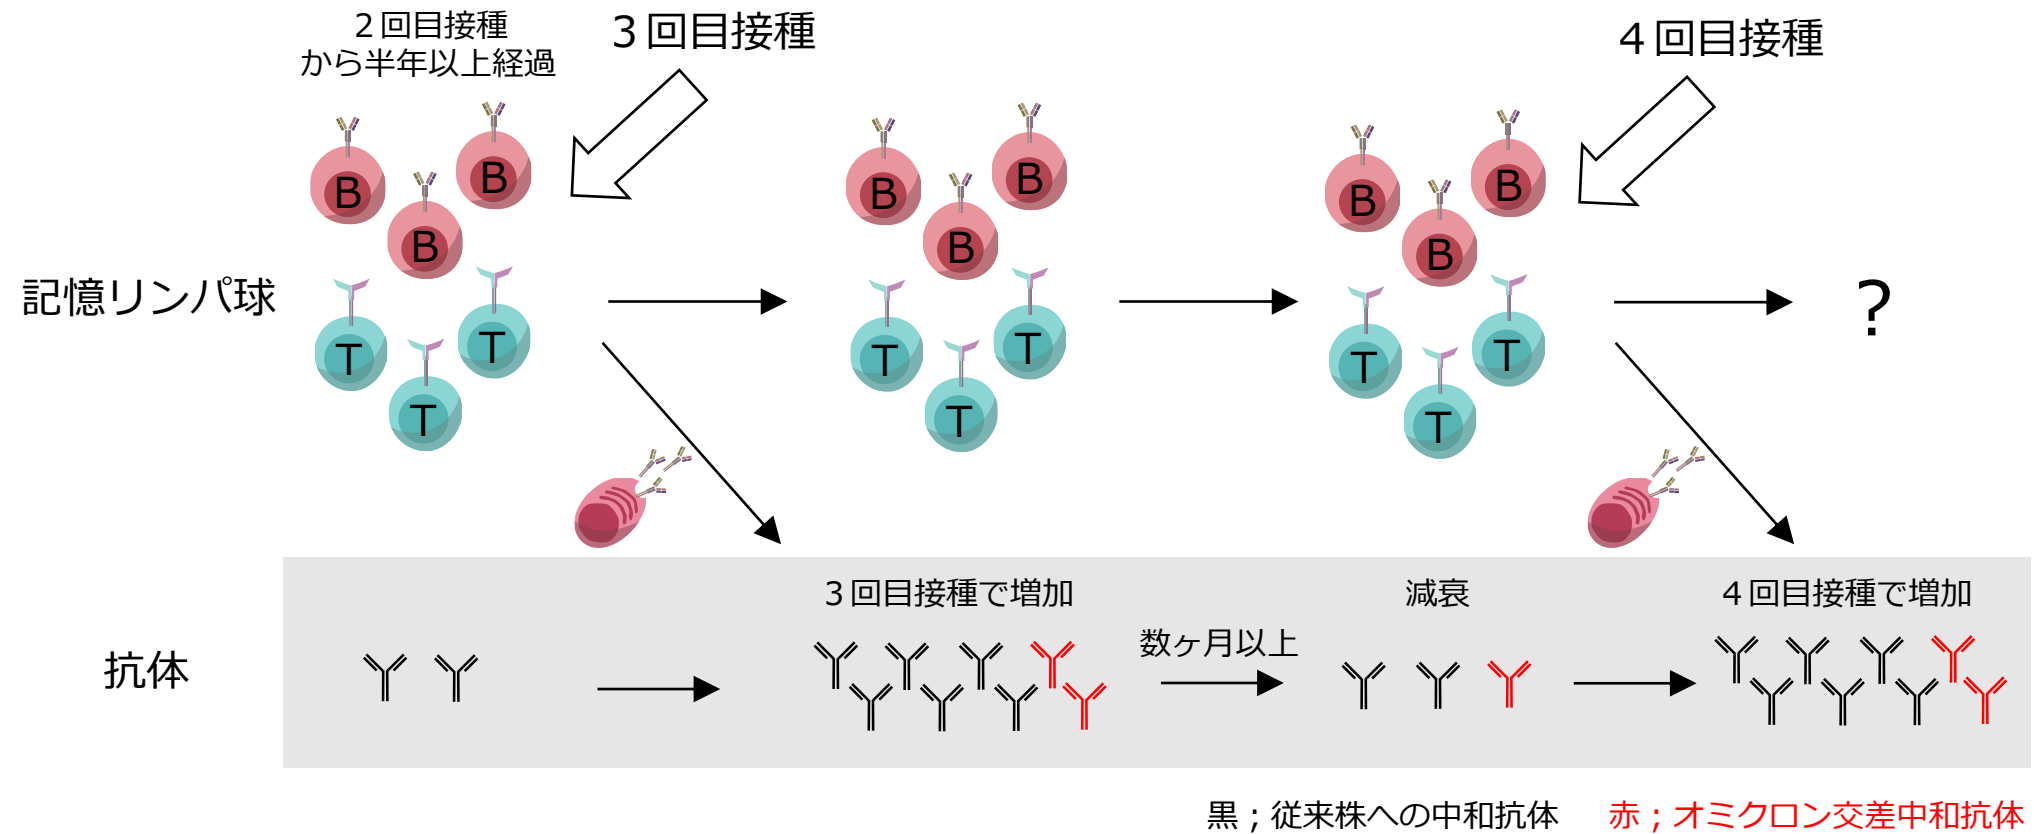 ２回目接種
から半年以上経過
３回目接種
４回目接種
B
B
B
B
B
B
B
B
B
記憶リンパ球
？
T
T
T
T
T
T
T
T
T
３回目接種で増加
減衰
４回目接種で増加
数ヶ月以上
抗体
黒；従来株への中和抗体
赤；オミクロン交差中和抗体